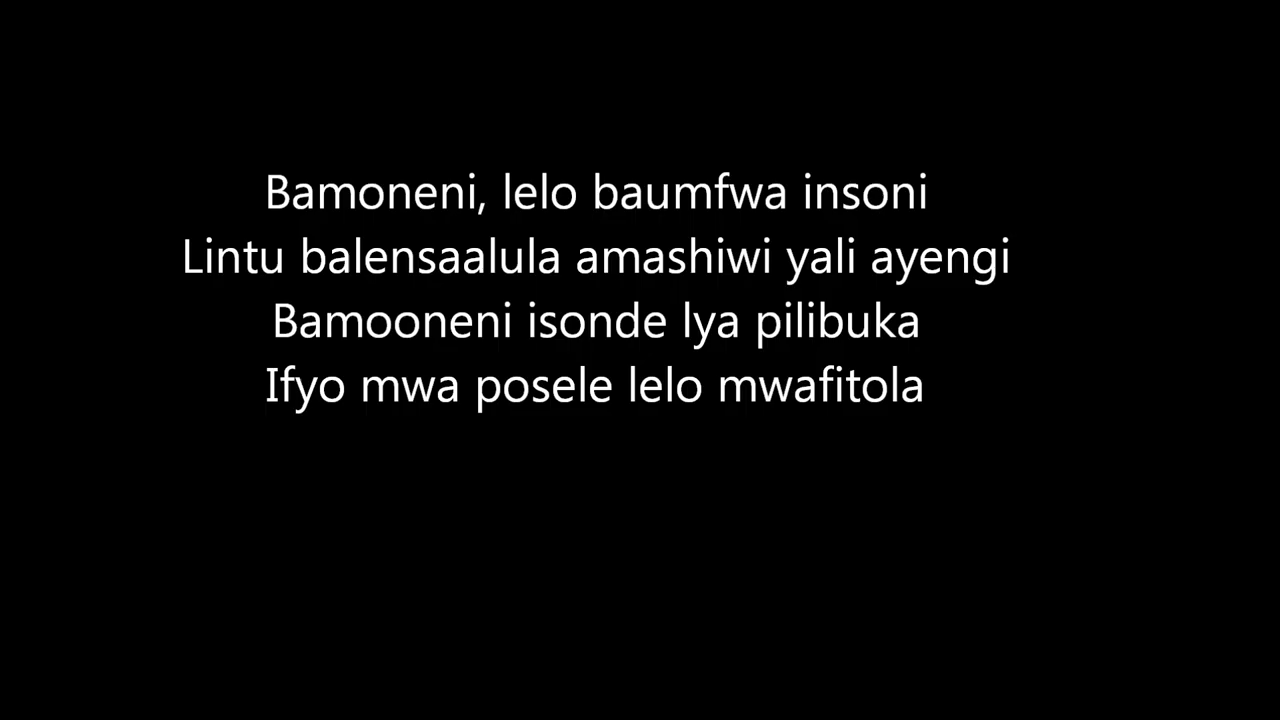 Bamoneni, lelo baumfwa insoni
Lintu balensaalula amashiwi yali ayengi
Bamooneni isonde lya pilibuka
Ifyo mwa posele lelo mwafitola